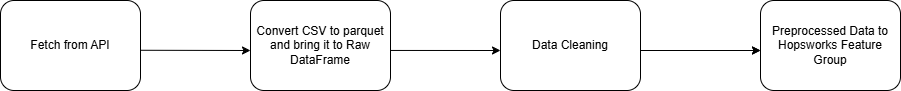 Fetch from API
Convert CSV to parquet
and bring it to Raw
DataFrame
Data Cleaning
Preprocessed Data to
Hopsworks Feature
Group